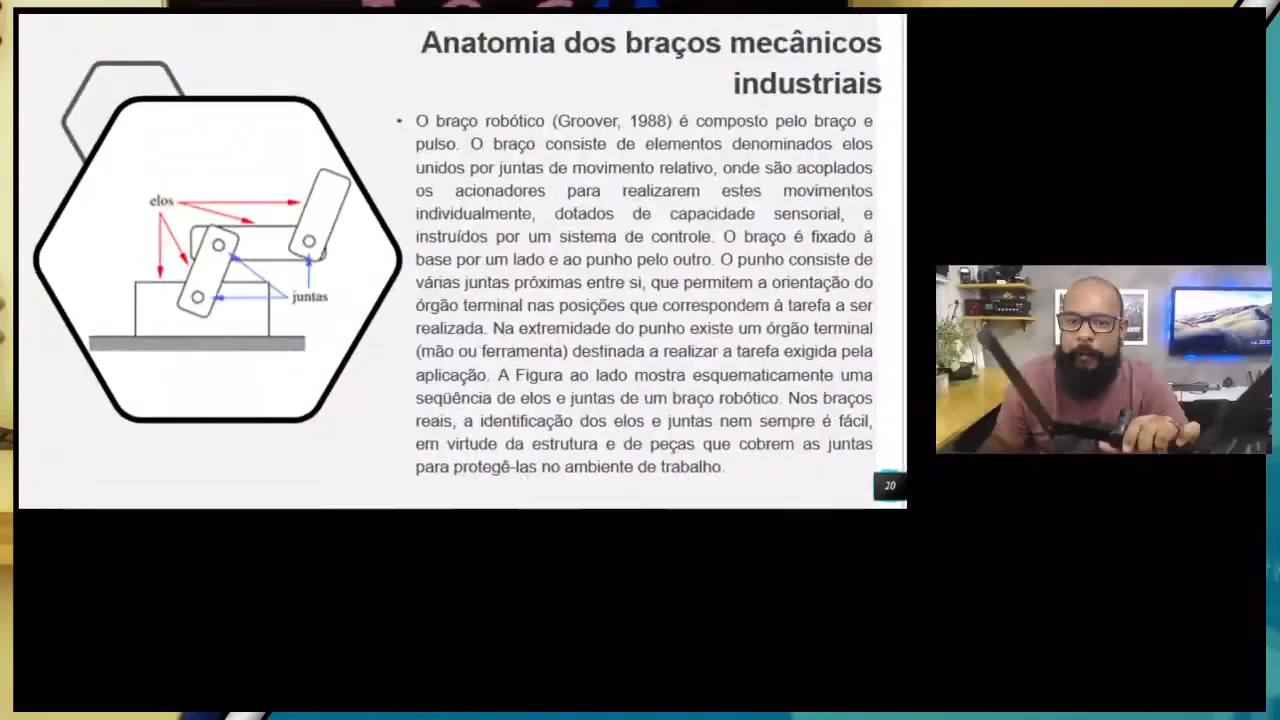 Anatomia dos braços mecânicos
industriais
• O braço robótico (Groover, 1988) é composto pelo braço e
pulso. O braço consiste de elementos denominados elos
unidos por juntas de movimento relativo, onde são acoplados
os acionadores para realizarem estes movimentos
individualmente, dotados de capacidade sensorial, e
instruídos por um sistema de controle. O braço é fixado à
base por um lado e ao punho pelo outro. O punho consiste de
várias juntas próximas entre si, que permitem a orientação do
órgão terminal nas posições que correspondem à tarefa a ser
realizada. Na extremidade do punho existe um órgão terminal
(mão ou ferramenta) destinada a realizar a tarefa exigida pela
aplicação. A Figura ao lado mostra esquematicamente uma
seqüência de elos e juntas de um braço robótico. Nos braços
reais, a identificação dos elos e juntas nem sempre é fácil,
em virtude da estrutura e de peças que cobrem as juntas
para protegê-las no ambiente de trabalho.
elos
juntas
20